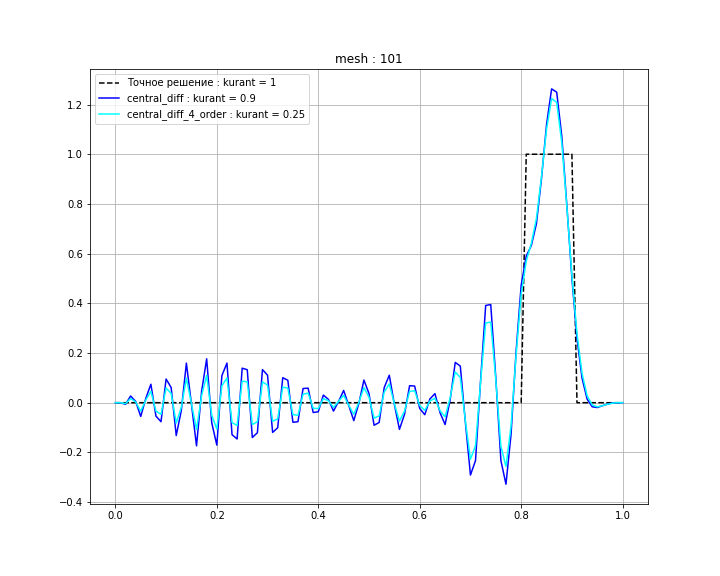 mesh : 101
Точное решение : kurant = 1
central_diff : kurant = 0.9
central_diff_4_order : kurant = 0.25
1.2
1.0
0.8
0.6
0.4
0.2
0.0
−0.2
−0.4
0.0 0.2 0.4 0.6 0.8 1.0